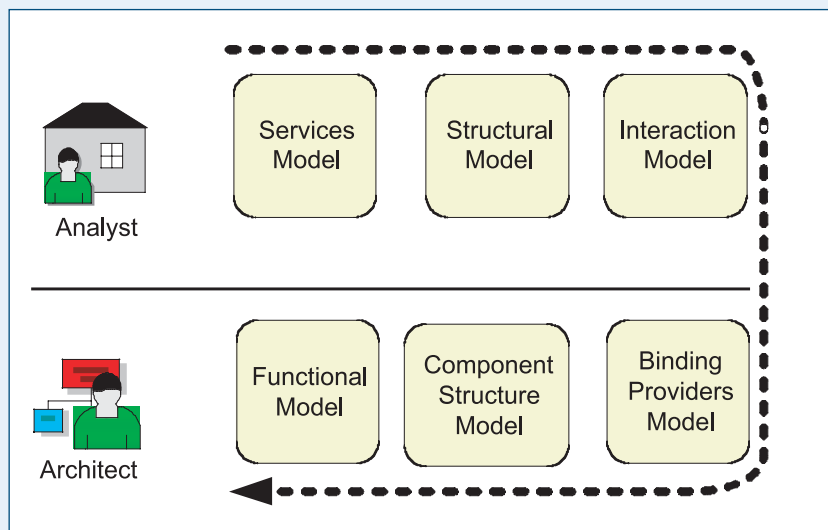 Services
Model
Structural
Model
Interaction
Model
Analyst
Functional
Model
Component
Structure
Model
Binding
Providers
Model
Architect